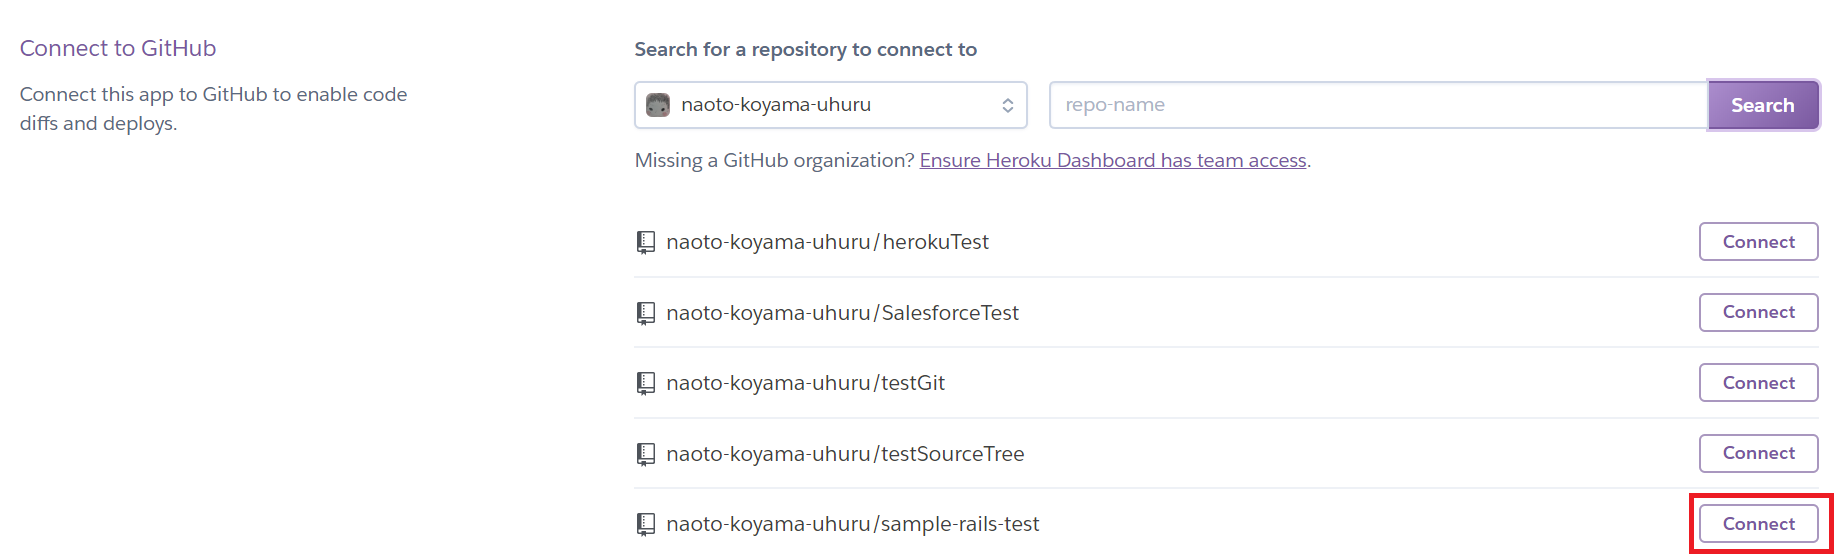 Connect to GitHub
Connect this app to GitHub to enable code
diffs and deploys.
Search for a repository to connect to
naoto-koyama-uhuru
repo-name
Search
Missing a GitHub organization? Ensure Heroku Dashboard has team access.
naoto-koyama-uhuru/herokuTest
Connect
naoto-koyama-uhuru/SalesforceTest
Connect
naoto-koyama-uhuru/testGit
Connect
naoto-koyama-uhuru/testSourceTree
Connect
naoto-koyama-uhuru/sample-rails-test
Connect